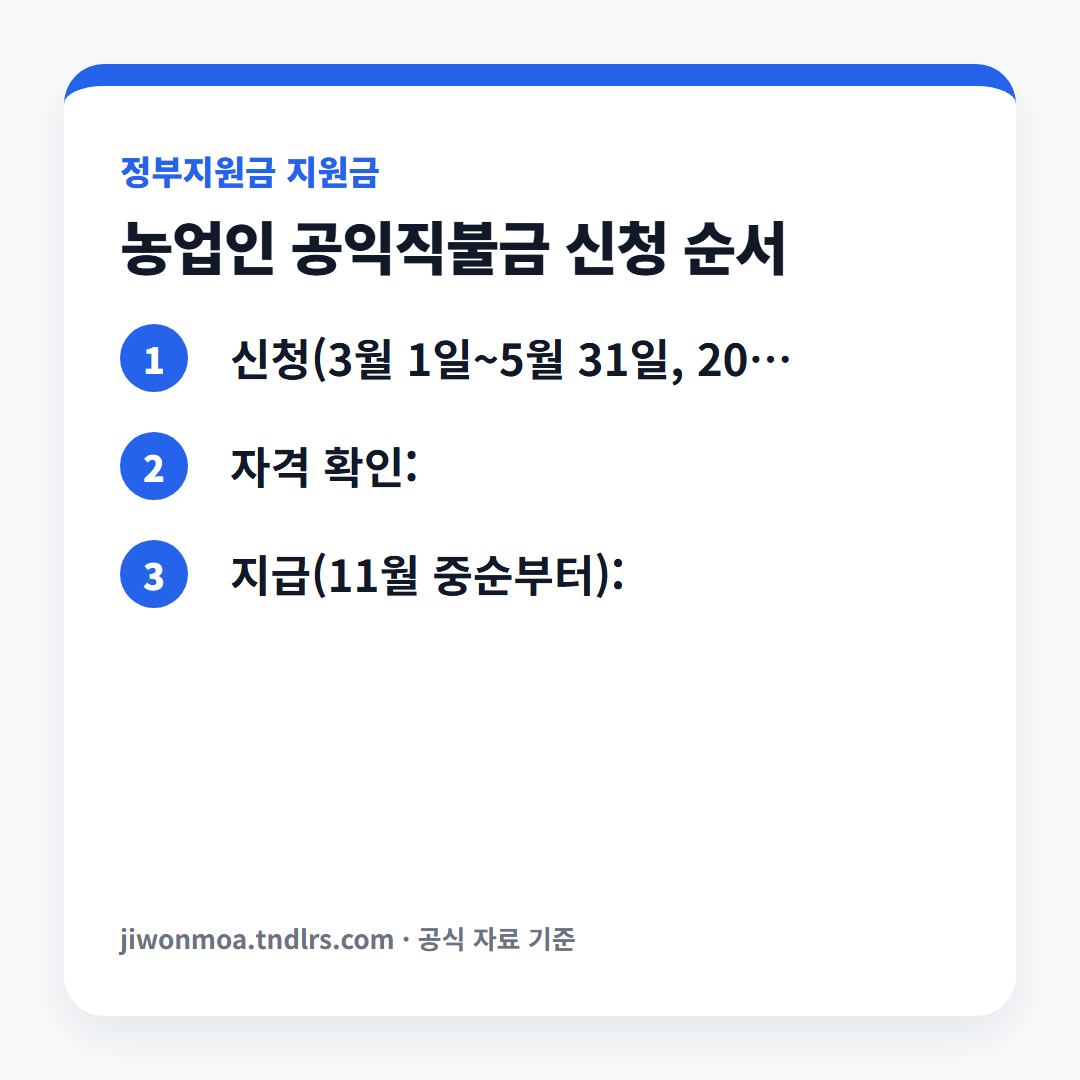 정부지원금 지원금
농업인 공익직불금 신청 순서
1 신청(3월 1일~5월 31일, 20…
2 자격 확인:
3 지급(11월 중순부터):
jiwonmoa.tndlrs.com · 공식 자료 기준